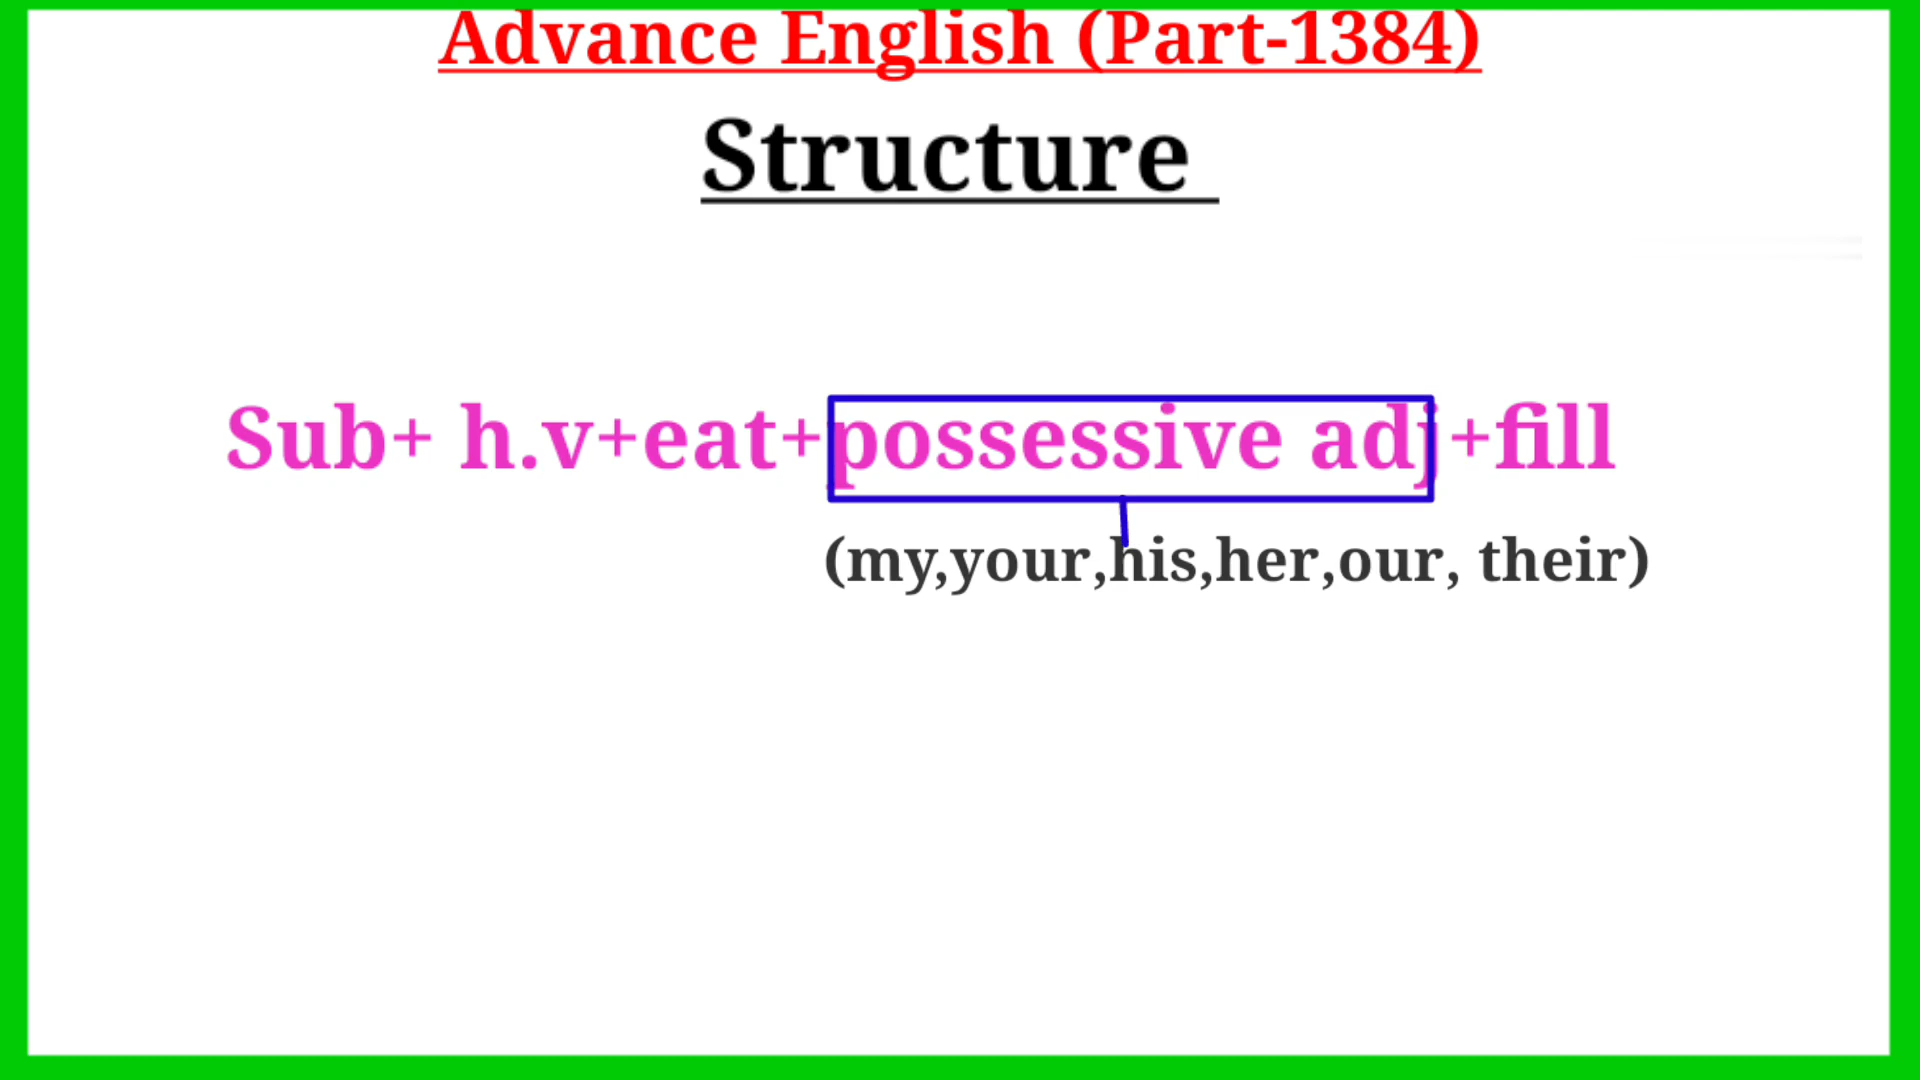 Advance English (Part-1384)
Structure
Sub+ h.v+eat+possessive adj+fill
(my,your,his,her,our, their)